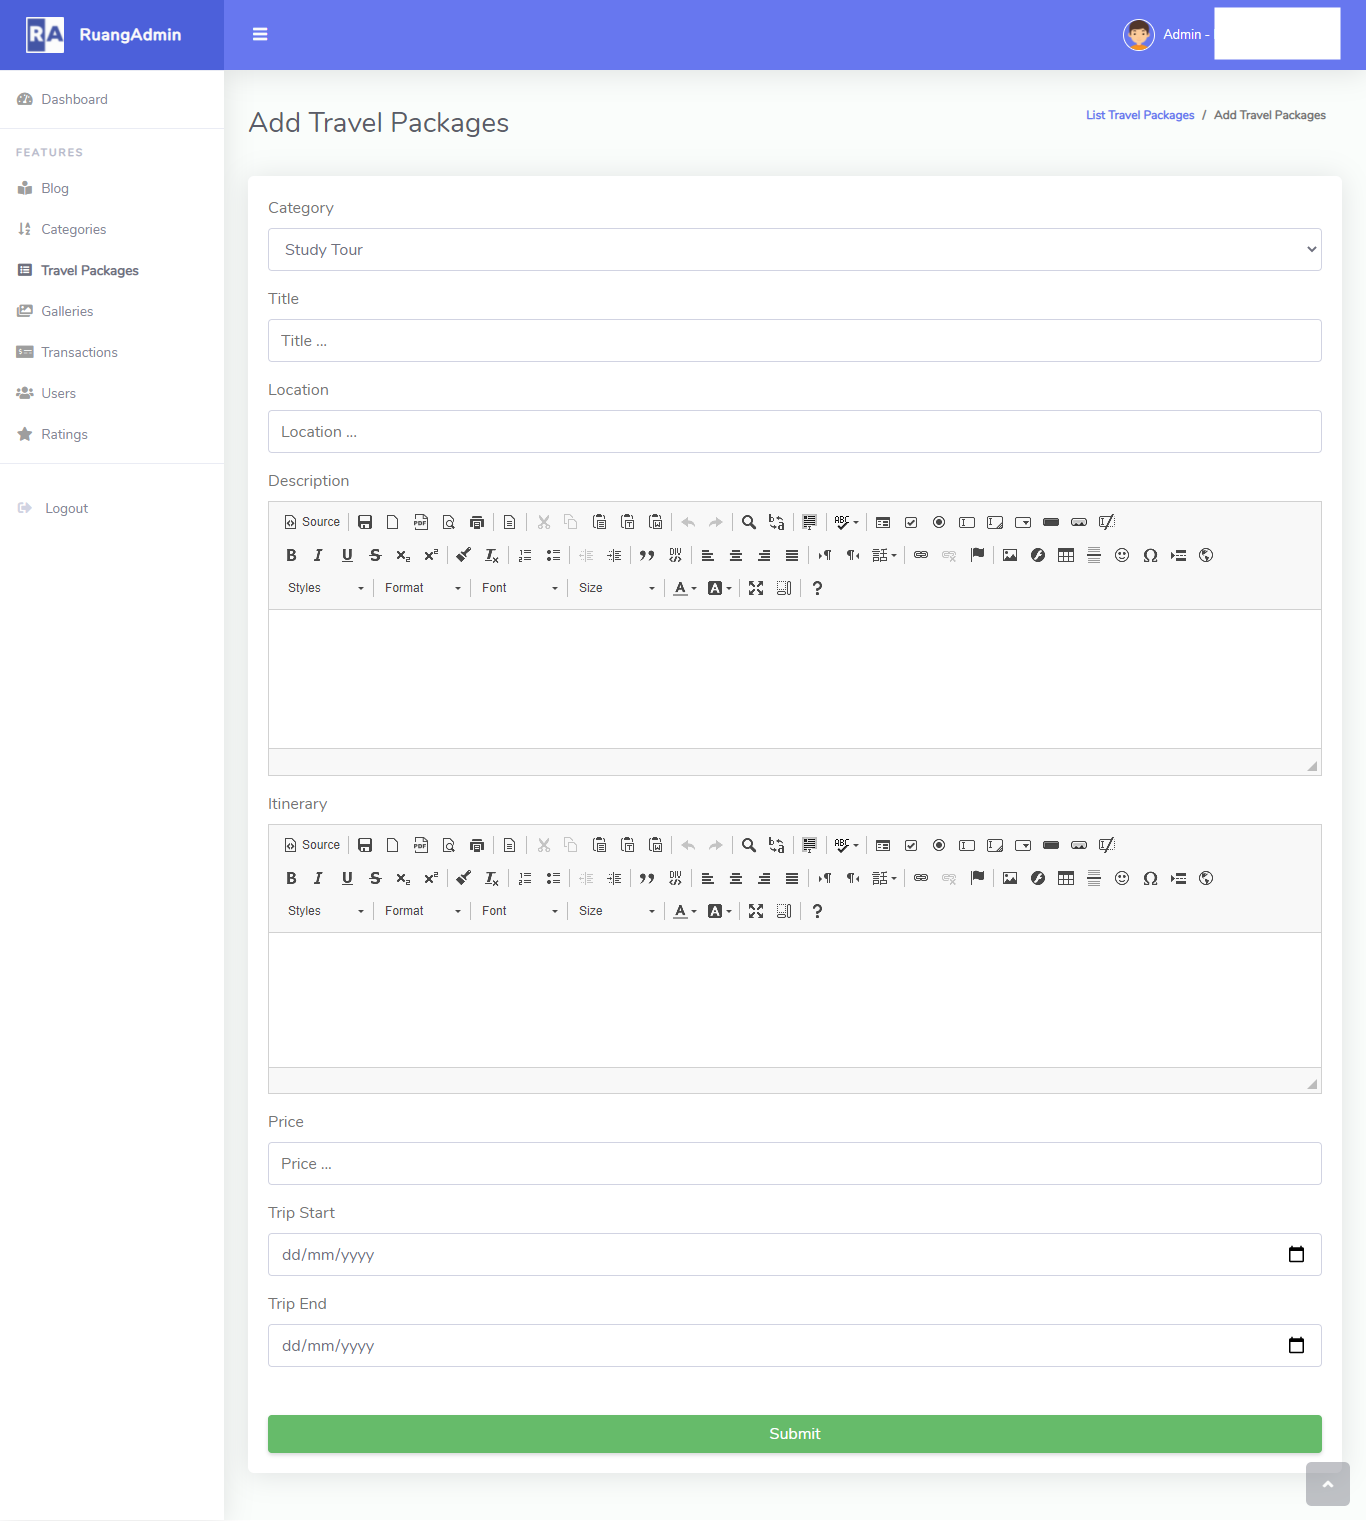 RA RuangAdmin
Admin -
Dashboard
FEATURES
Blog
Categories
Travel Packages
Galleries
Transactions
Users
Ratings
Logout
Add Travel Packages
List Travel Packages / Add Travel Packages
Category
Study Tour
Title
Title ...
Location
Location ...
Description
Source
Styles Format Font Size
Itinerary
Source
Styles Format Font Size
Price
Price ...
Trip Start
dd/mm/yyyy
Trip End
dd/mm/yyyy
Submit